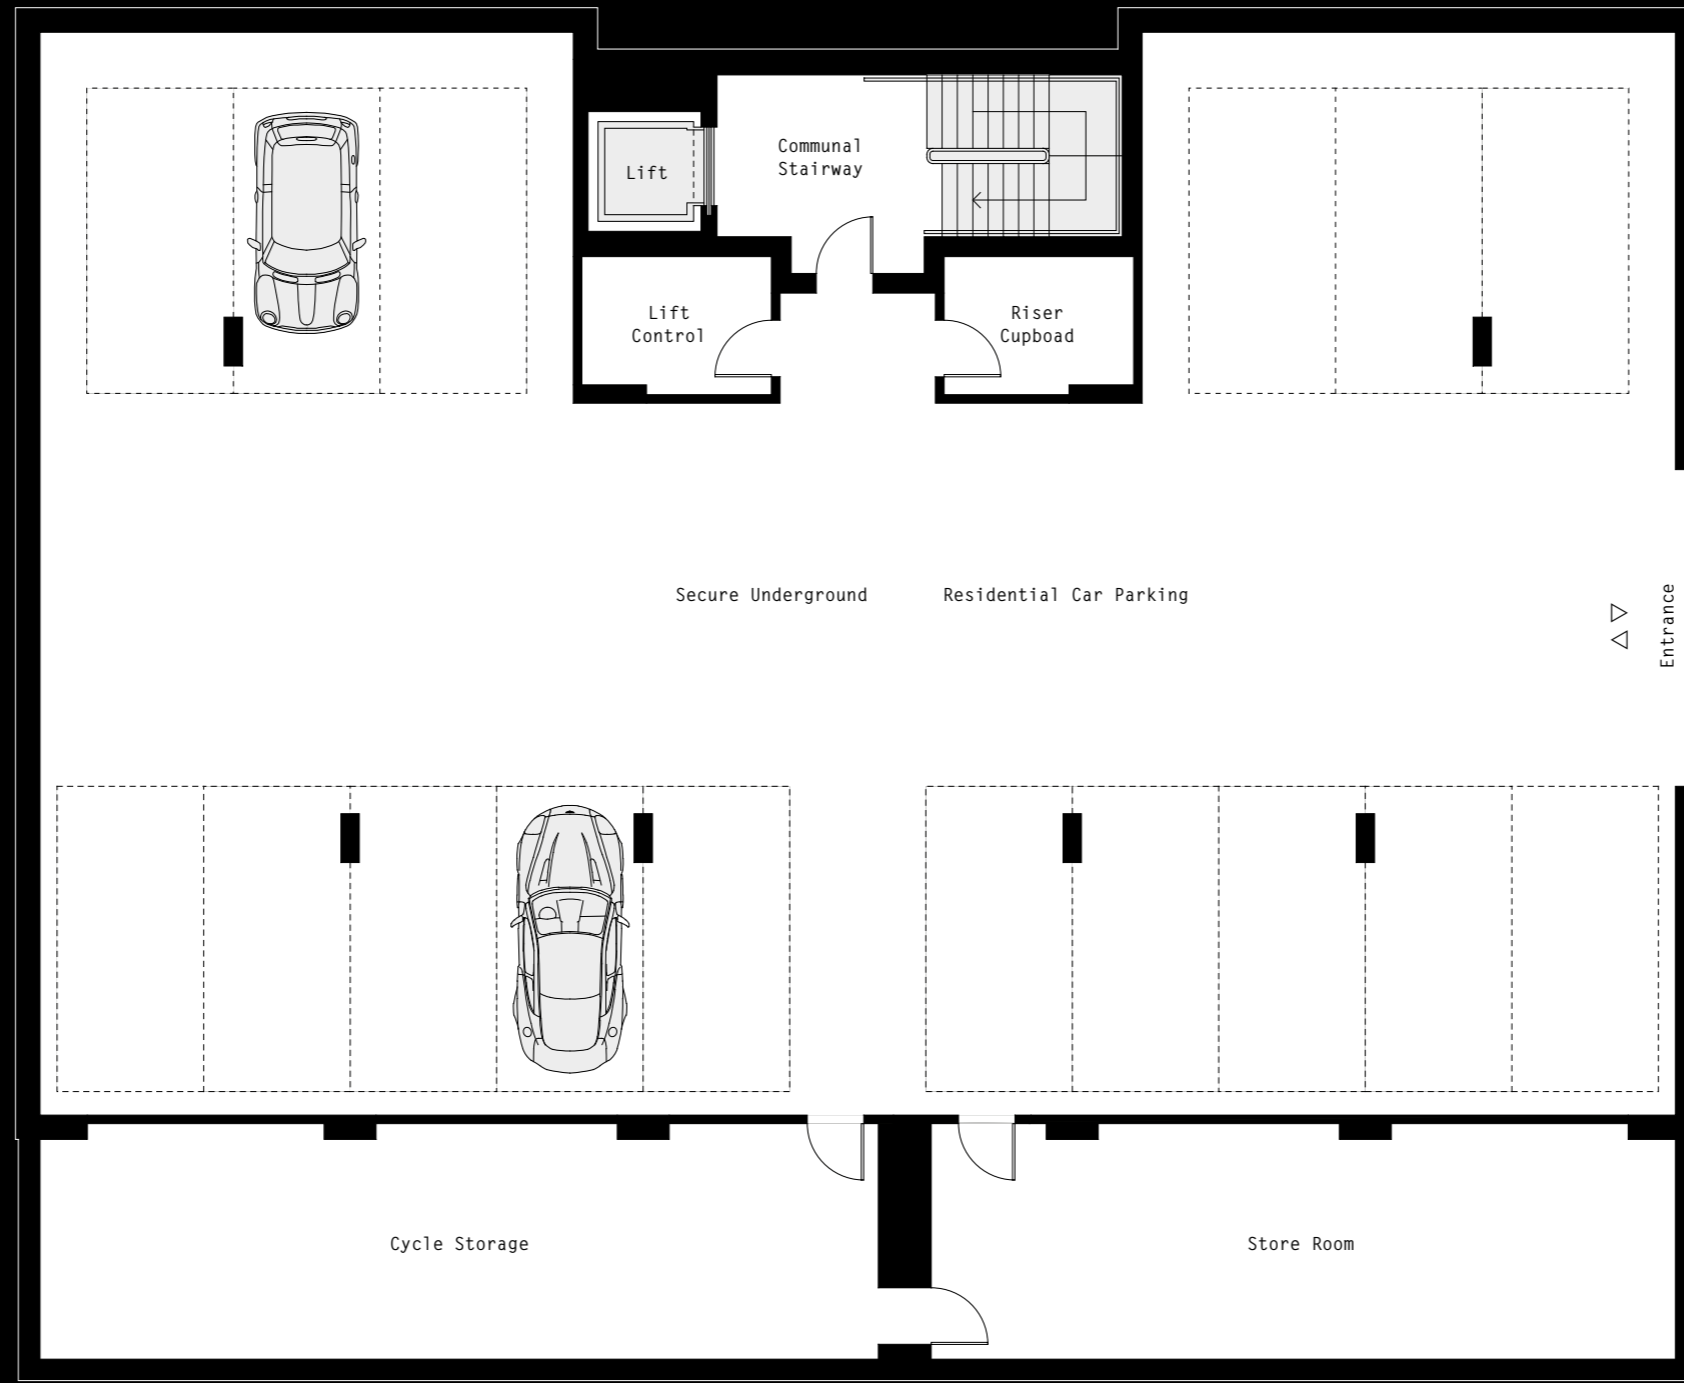 Communal
Stairway
Lift
Lift
Control
Riser
Cupboad
Secure Underground Residential Car Parking
Entrance
Cycle Storage
Store Room